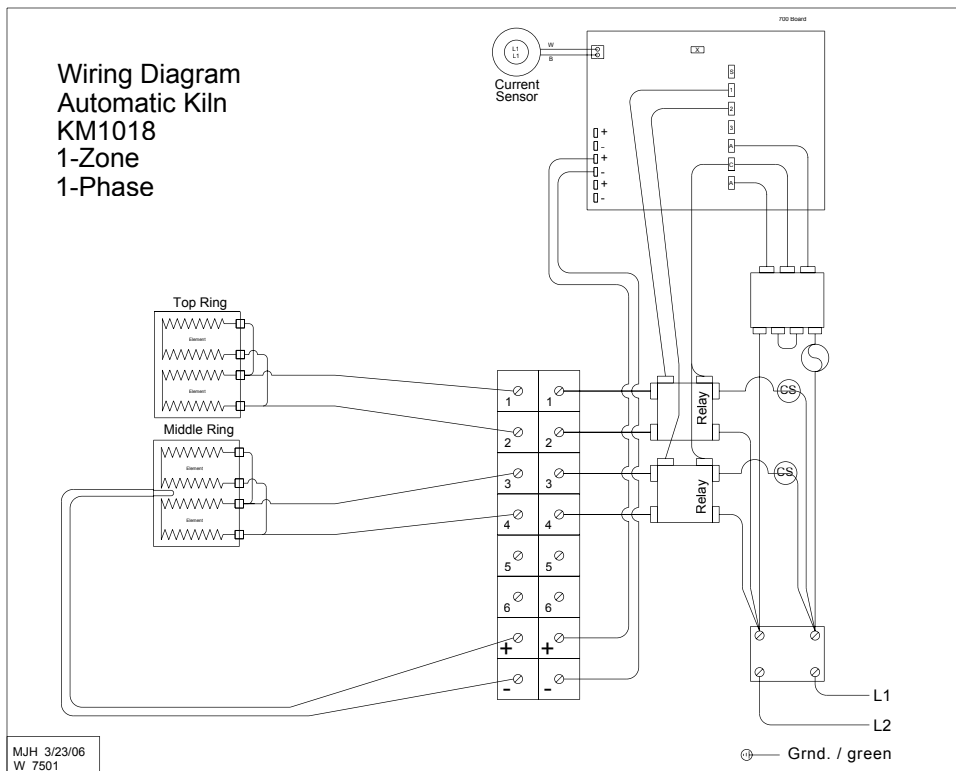 700 Board
Wiring Diagram
Automatic Kiln
KM1018
1-Zone
1-Phase
L1
L1
W
B
Current
Sensor
X
S
1
2
3
A
C
A
+
-
+
-
+
-
Top Ring
Element
Element
Middle Ring
Element
Element
1 1
2 2
3 3
4 4
5 5
6 6
+ +
- -
Relay
CS
Relay
CS
L1
L2
Grnd. / green
MJH 3/23/06
W 7501